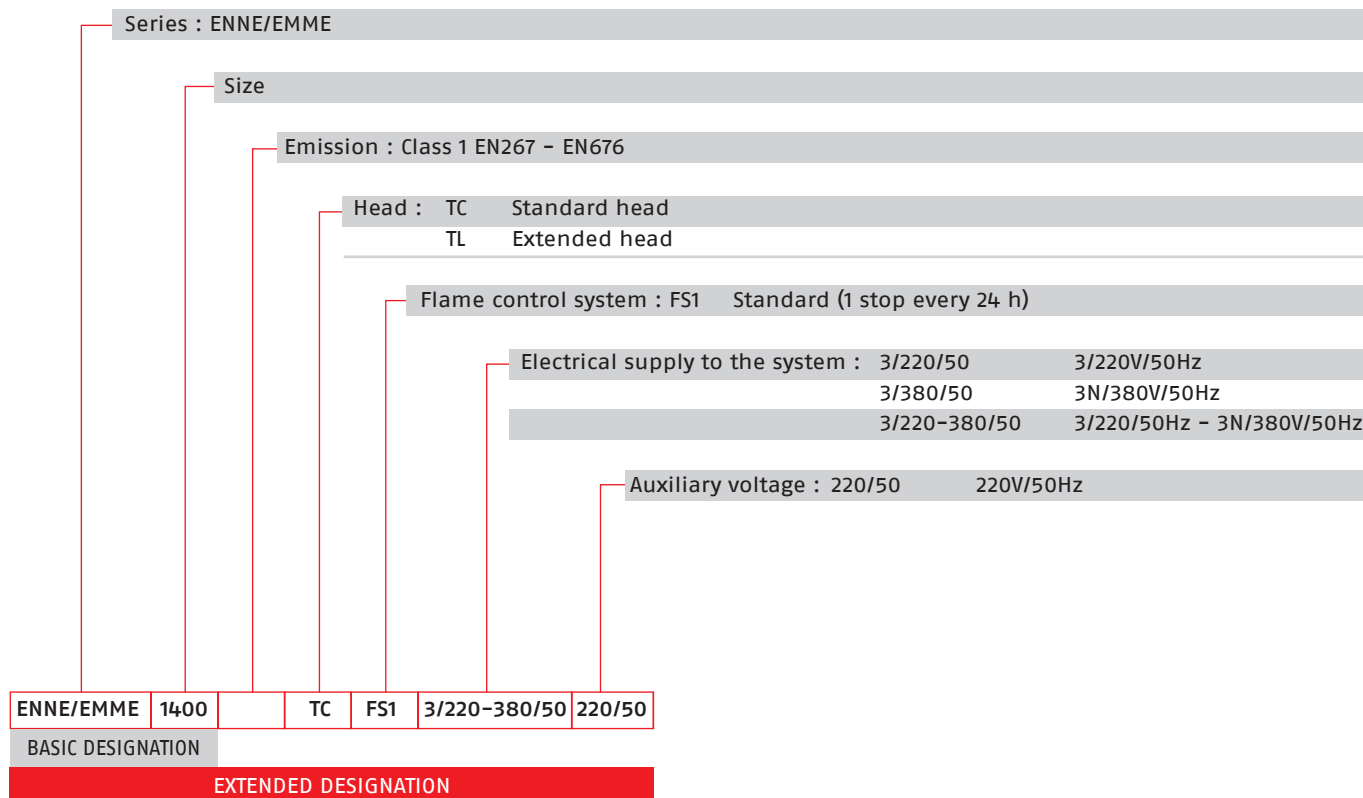 Series : ENNE/EMME
Size
Emission : Class 1 EN267 – EN676
Head : TC Standard head
TL Extended head
Flame control system : FS1 Standard (1 stop every 24 h)
Electrical supply to the system : 3/220/50 3/220V/50Hz
3/380/50 3N/380V/50Hz
3/220-380/50 3/220/50Hz – 3N/380V/50Hz
Auxiliary voltage : 220/50 220V/50Hz
ENNE/EMME 1400 TC FS1 3/220-380/50 220/50
BASIC DESIGNATION
EXTENDED DESIGNATION